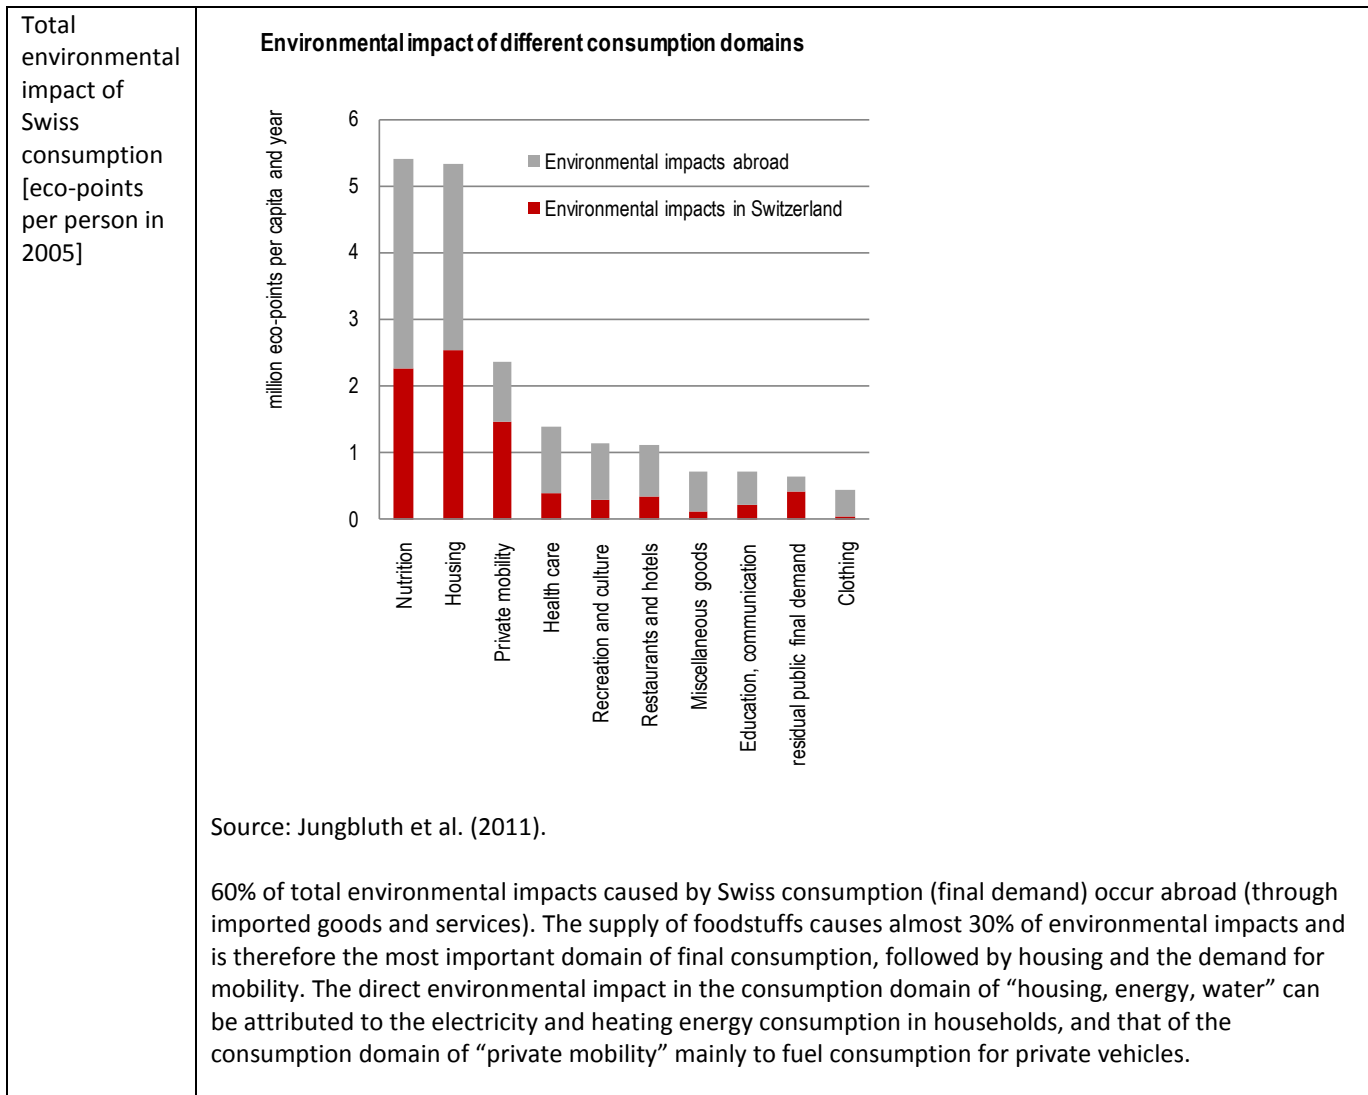 Total
environmental
impact of
Swiss
consumption
[eco-points
per person in
2005]
Environmental impact of different consumption domains
million eco-points per capita and year
6
5
4
3
2
1
0
Environmental impacts abroad
Environmental impacts in Switzerland
Nutrition
Housing
Private mobility
Health care
Recreation and culture
Restaurants and hotels
Miscellaneous goods
Education, communication
residual public final demand
Clothing
Source: Jungbluth et al. (2011).
60% of total environmental impacts caused by Swiss consumption (final demand) occur abroad (through
imported goods and services). The supply of foodstuffs causes almost 30% of environmental impacts and
is therefore the most important domain of final consumption, followed by housing and the demand for
mobility. The direct environmental impact in the consumption domain of “housing, energy, water” can
be attributed to the electricity and heating energy consumption in households, and that of the
consumption domain of “private mobility” mainly to fuel consumption for private vehicles.